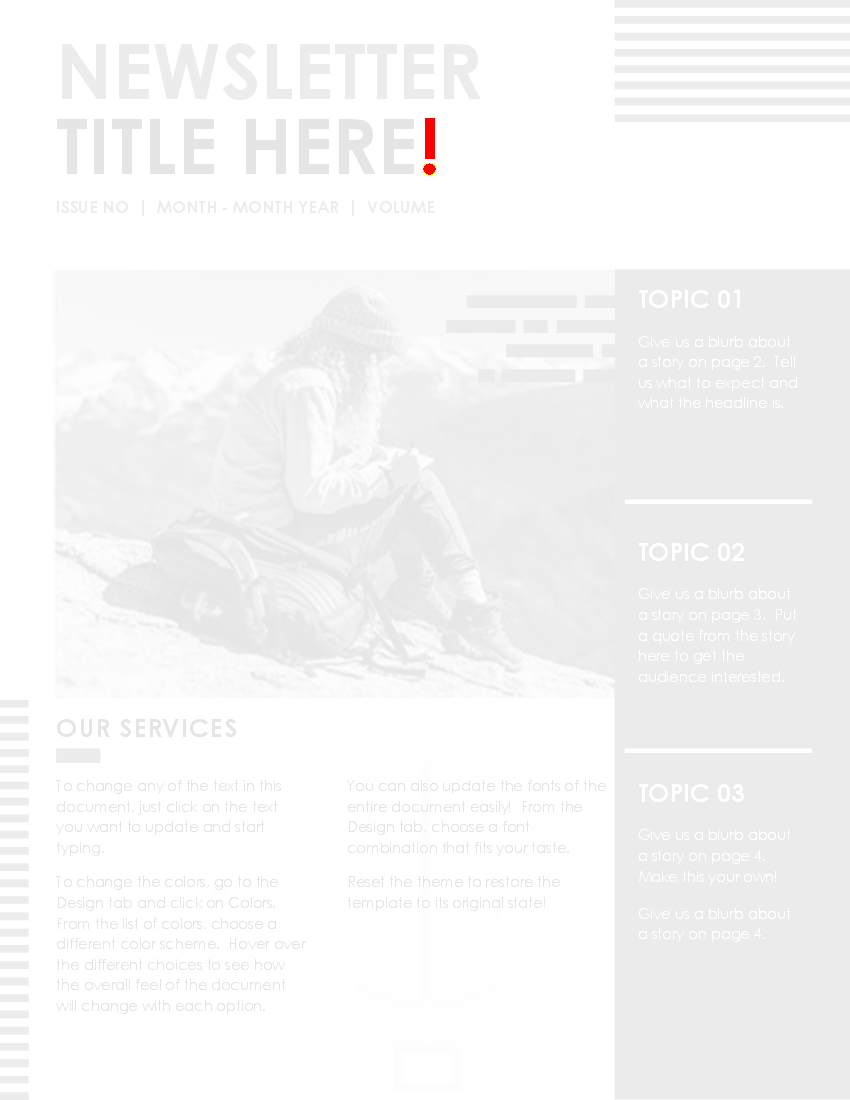 NEWSLETTER
TITLE HERE!
ISSUE NO | MONTH - MONTH YEAR | VOLUME
TOPIC 01
Give us a blurb about
a story on page 2. Tell
us what to expect and
what the headline is.
TOPIC 02
Give us a blurb about
a story on page 3. Put
a quote from the story
here to get the
audience interested.
TOPIC 03
Give us a blurb about
a story on page 4.
Make this your own!
Give us a blurb about
a story on page 4.
OUR SERVICES
To change any of the text in this
document, just click on the text
you want to update and start
typing.
To change the colors, go to the
Design tab and click on Colors.
From the list of colors, choose a
different color scheme. Hover over
the different choices to see how
the overall feel of the document
will change with each option.
You can also update the fonts of the
entire document easily! From the
Design tab, choose a font
combination that fits your taste.
Reset the theme to restore the
template to its original state!